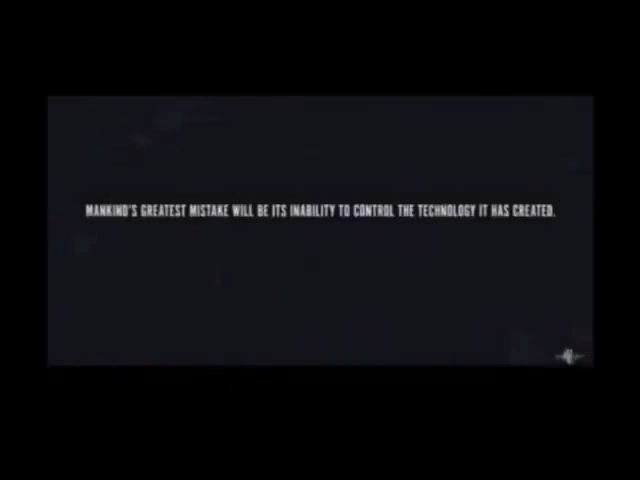 MANKIND'S GREATEST MISTAKE WILL BE ITS INABILITY TO CONTROL THE TECHNOLOGY IT HAS CREATED.